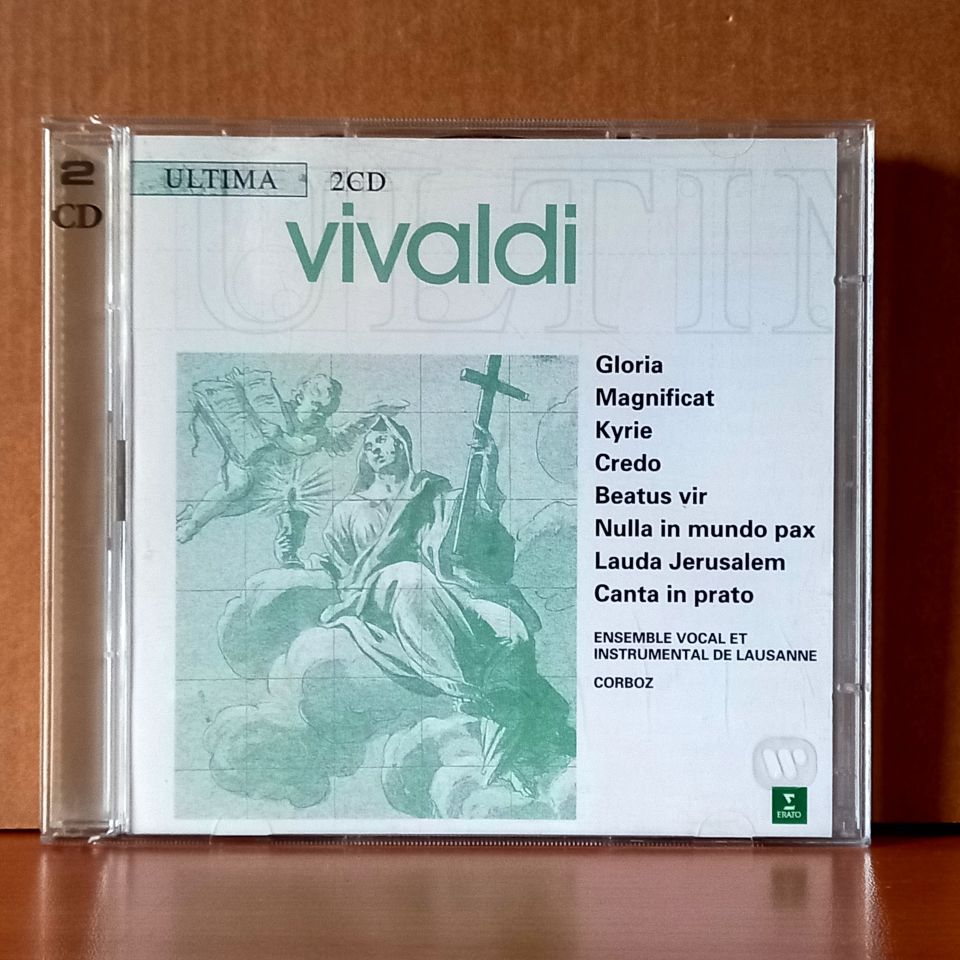 2
CD
ULTIMA 2CD
ULTIM
vivaldi
Gloria
Magnificat
Kyrie
Credo
Beatus vir
Nulla in mundo pax
Lauda Jerusalem
Canta in prato
ENSEMBLE VOCAL ET
INSTRUMENTAL DE LAUSANNE
CORBOZ
ERATO